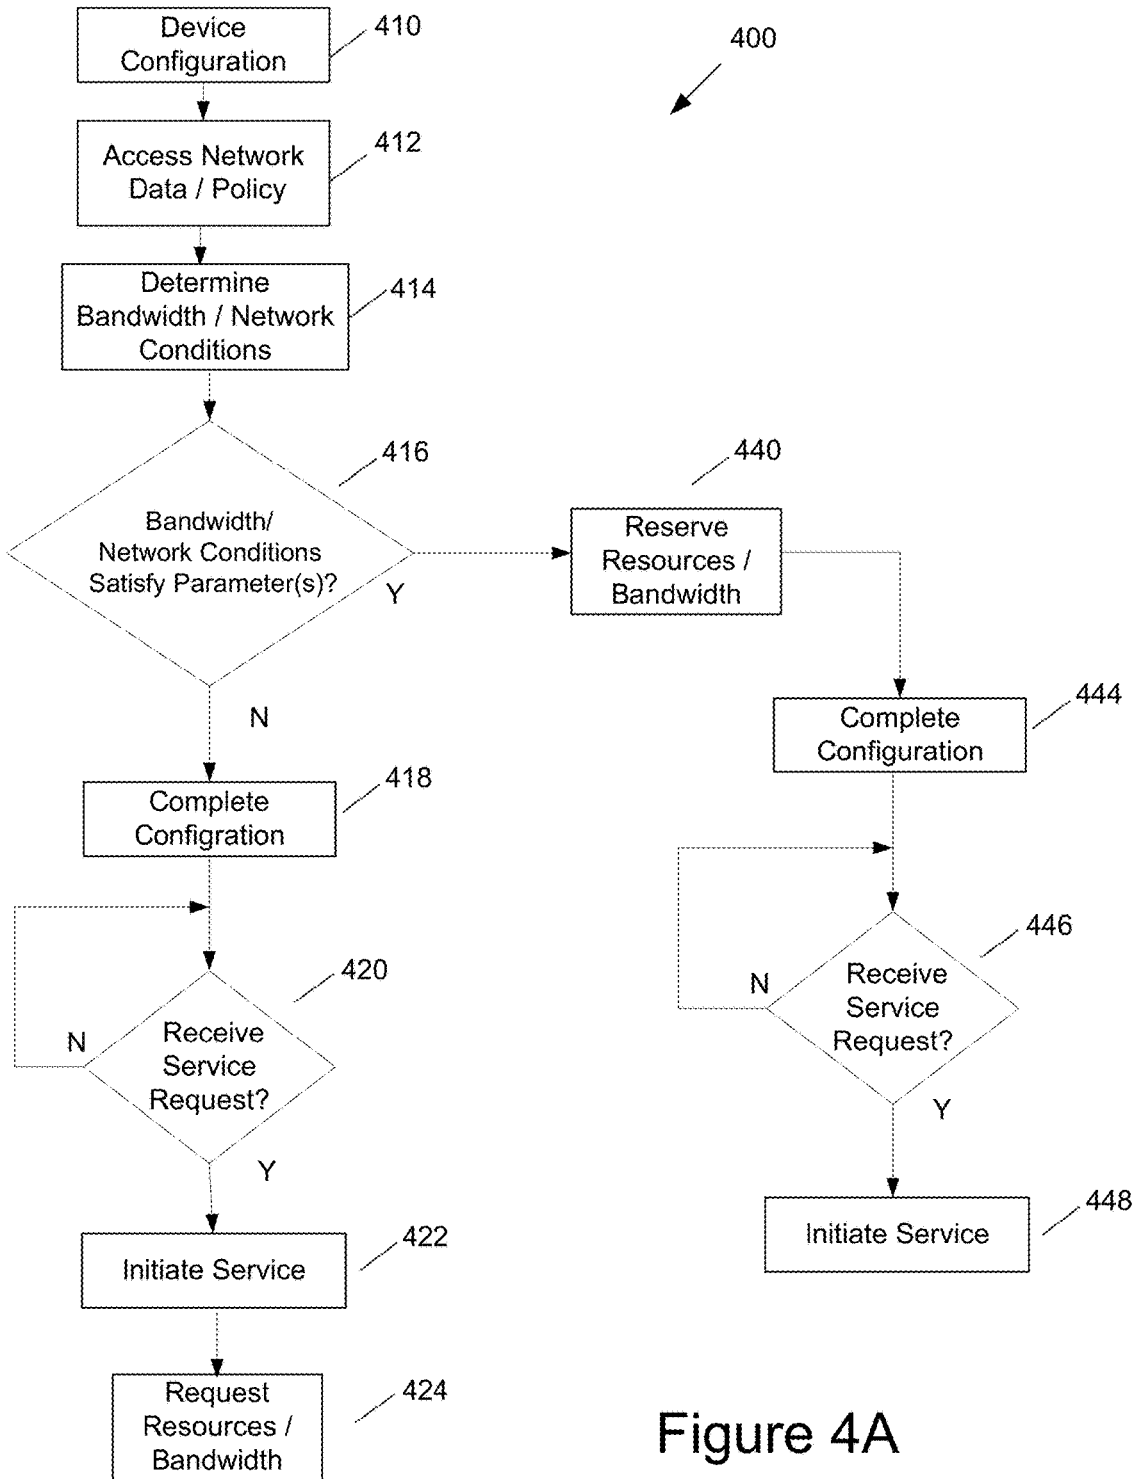 Device
Configuration
410
400
Access Network
Data / Policy
412
Determine
Bandwidth / Network
Conditions
414
416
Bandwidth/
Network Conditions
Satisfy Parameter(s)?
Y
N
440
Reserve
Resources /
Bandwidth
Complete
Configuration
444
Complete
Configration
418
420
Receive
Service
Request?
N
Y
446
Receive
Service
Request?
N
Y
Initiate Service
422
Initiate Service
448
Request
Resources /
Bandwidth
424
Figure 4A